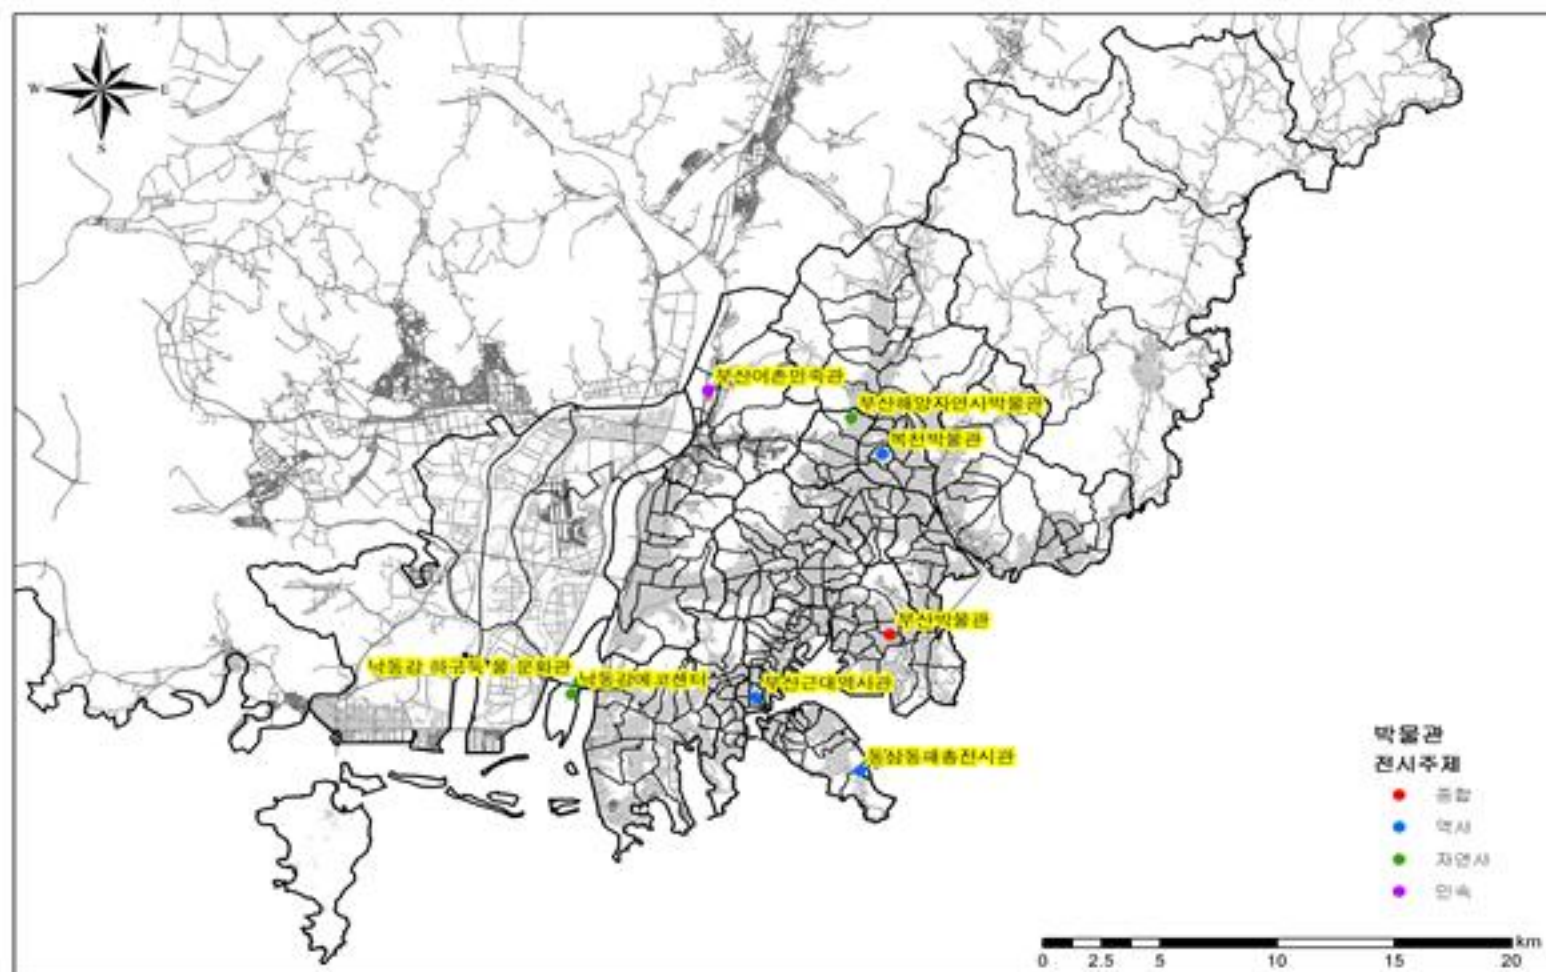 N
W
E
S
부산어촌민속관
부산해양자연사박물관
복천박물관
부산박물관
낙동강 하구둑 물 문화관
낙동강에코센터
부산근대역사관
동삼동패총전시관
박물관
전시주제
종합
역사
자연사
민속
km
0 2.5 5 10 15 20